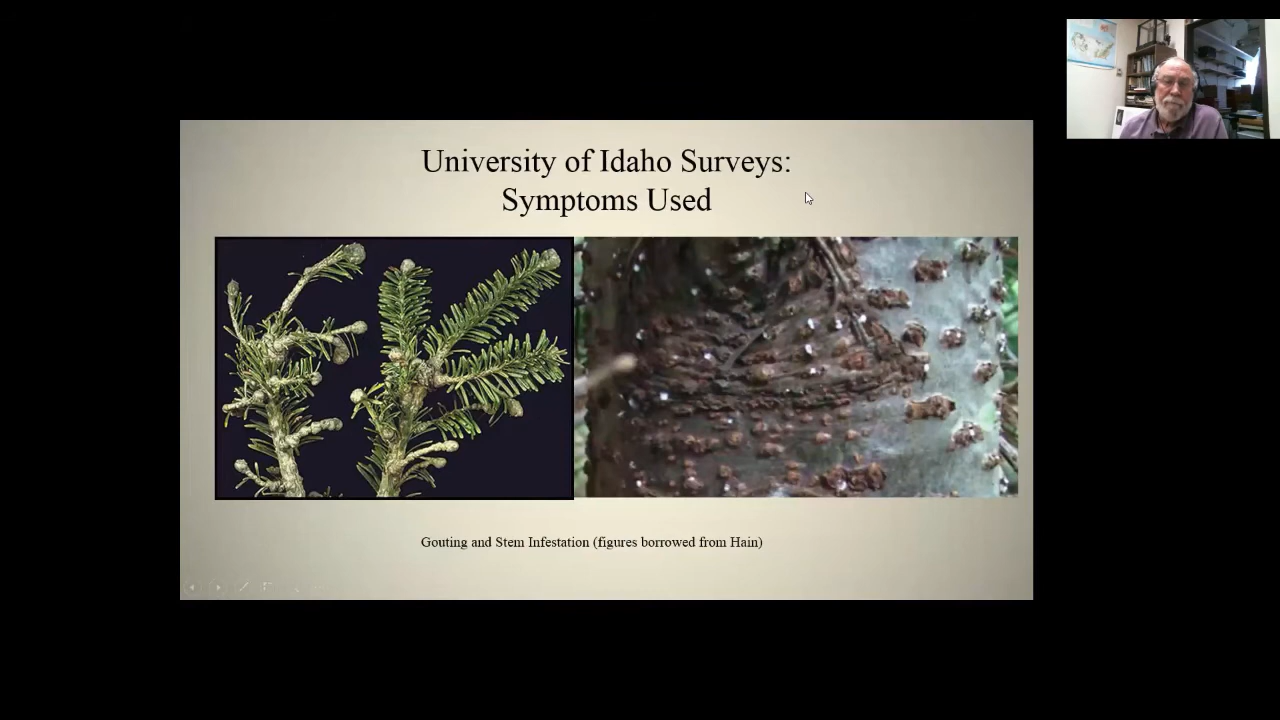 University of Idaho Surveys:
Symptoms Used
Gouting and Stem Infestation (figures borrowed from Hain)